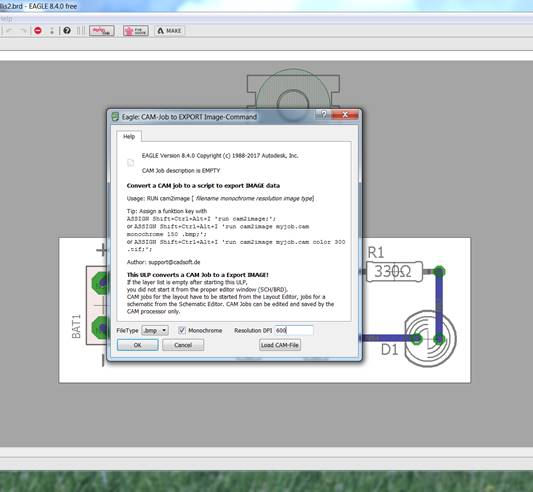 llis2.brd - EAGLE 8.4.0 free
Help
MAKE
Eagle: CAM-Job to EXPORT Image-Command
Help
EAGLE Version 8.4.0 Copyright (c) 1988-2017 Autodesk, Inc.
CAM Job description is EMPTY
Convert a CAM job to a script to export IMAGE data
Usage: RUN cam2image [ filename monochrome resolution image type]
Tip: Assign a funktion key with
ASSIGN Shift+Ctrl+Alt+I 'run cam2image;';
or ASSIGN Shift+Ctrl+Alt+I 'run cam2image myjob.cam
monochrome 150 .bmp;';
or ASSIGN Shift+Ctrl+Alt+I 'run cam2image myjob.cam color 300
.tif;';
Author: support@cadsoft.de
This ULP converts a CAM Job to a Export IMAGE!
If the layer list is empty after starting this ULP,
you did not start it from the proper editor window (SCH/BRD).
CAM jobs for the layout have to be started from the Layout Editor, jobs for a
schematic from the Schematic Editor. CAM Jobs can be edited and saved by the
CAM processor only.
FileType .bmp Monochrome Resolution DPI 600
OK Cancel Load CAM-File
BAT1
R1
330Ω
D1